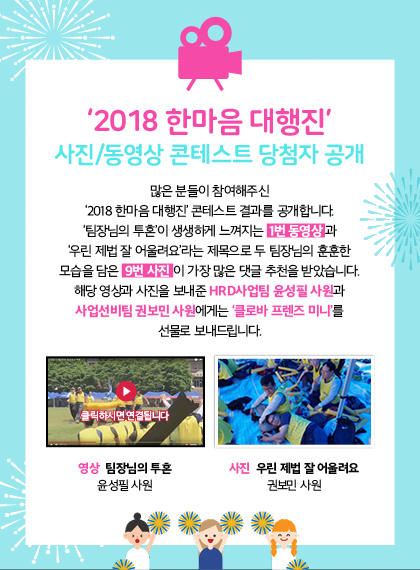 ‘2018 한마음 대행진’
사진/동영상 콘테스트 당첨자 공개
많은 분들이 참여해주신
‘2018 한마음 대행진’ 콘테스트 결과를 공개합니다.
‘팀장님의 투혼’이 생생하게 느껴지는 1번 동영상과
‘우린 제법 잘 어울려요’라는 제목으로 두 팀장님의 훈훈한
모습을 담은 9번 사진이 가장 많은 댓글 추천을 받았습니다.
해당 영상과 사진을 보내준 HRD사업팀 윤성필 사원과
사업선비팀 권보민 사원에게는 ‘클로바 프렌즈 미니’를
선물로 보내드립니다.
클릭하시면 연결됩니다
영상 팀장님의 투혼
윤성필 사원
사진 우린 제법 잘 어울려요
권보민 사원